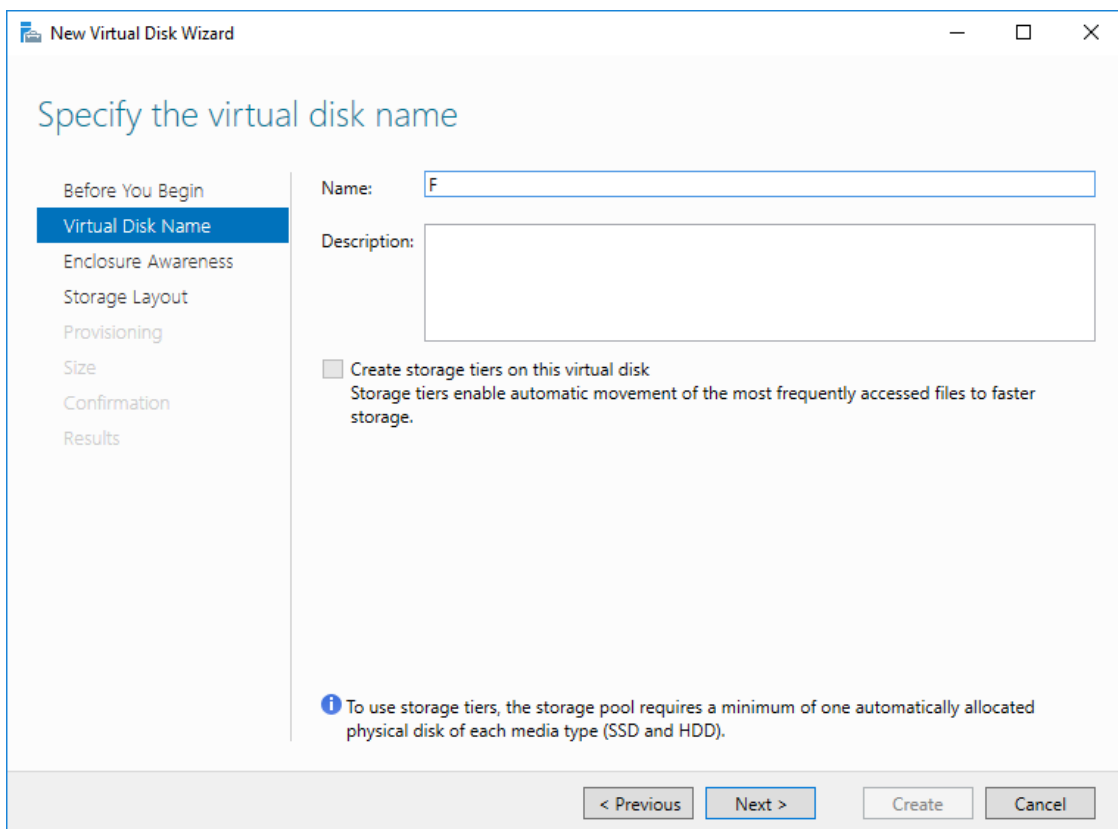 New Virtual Disk Wizard
Specify the virtual disk name
Before You Begin
Virtual Disk Name
Enclosure Awareness
Storage Layout
Provisioning
Size
Confirmation
Results
Name:
F
Description:
Create storage tiers on this virtual disk
Storage tiers enable automatic movement of the most frequently accessed files to faster
storage.
To use storage tiers, the storage pool requires a minimum of one automatically allocated
physical disk of each media type (SSD and HDD).
< Previous
Next >
Create
Cancel